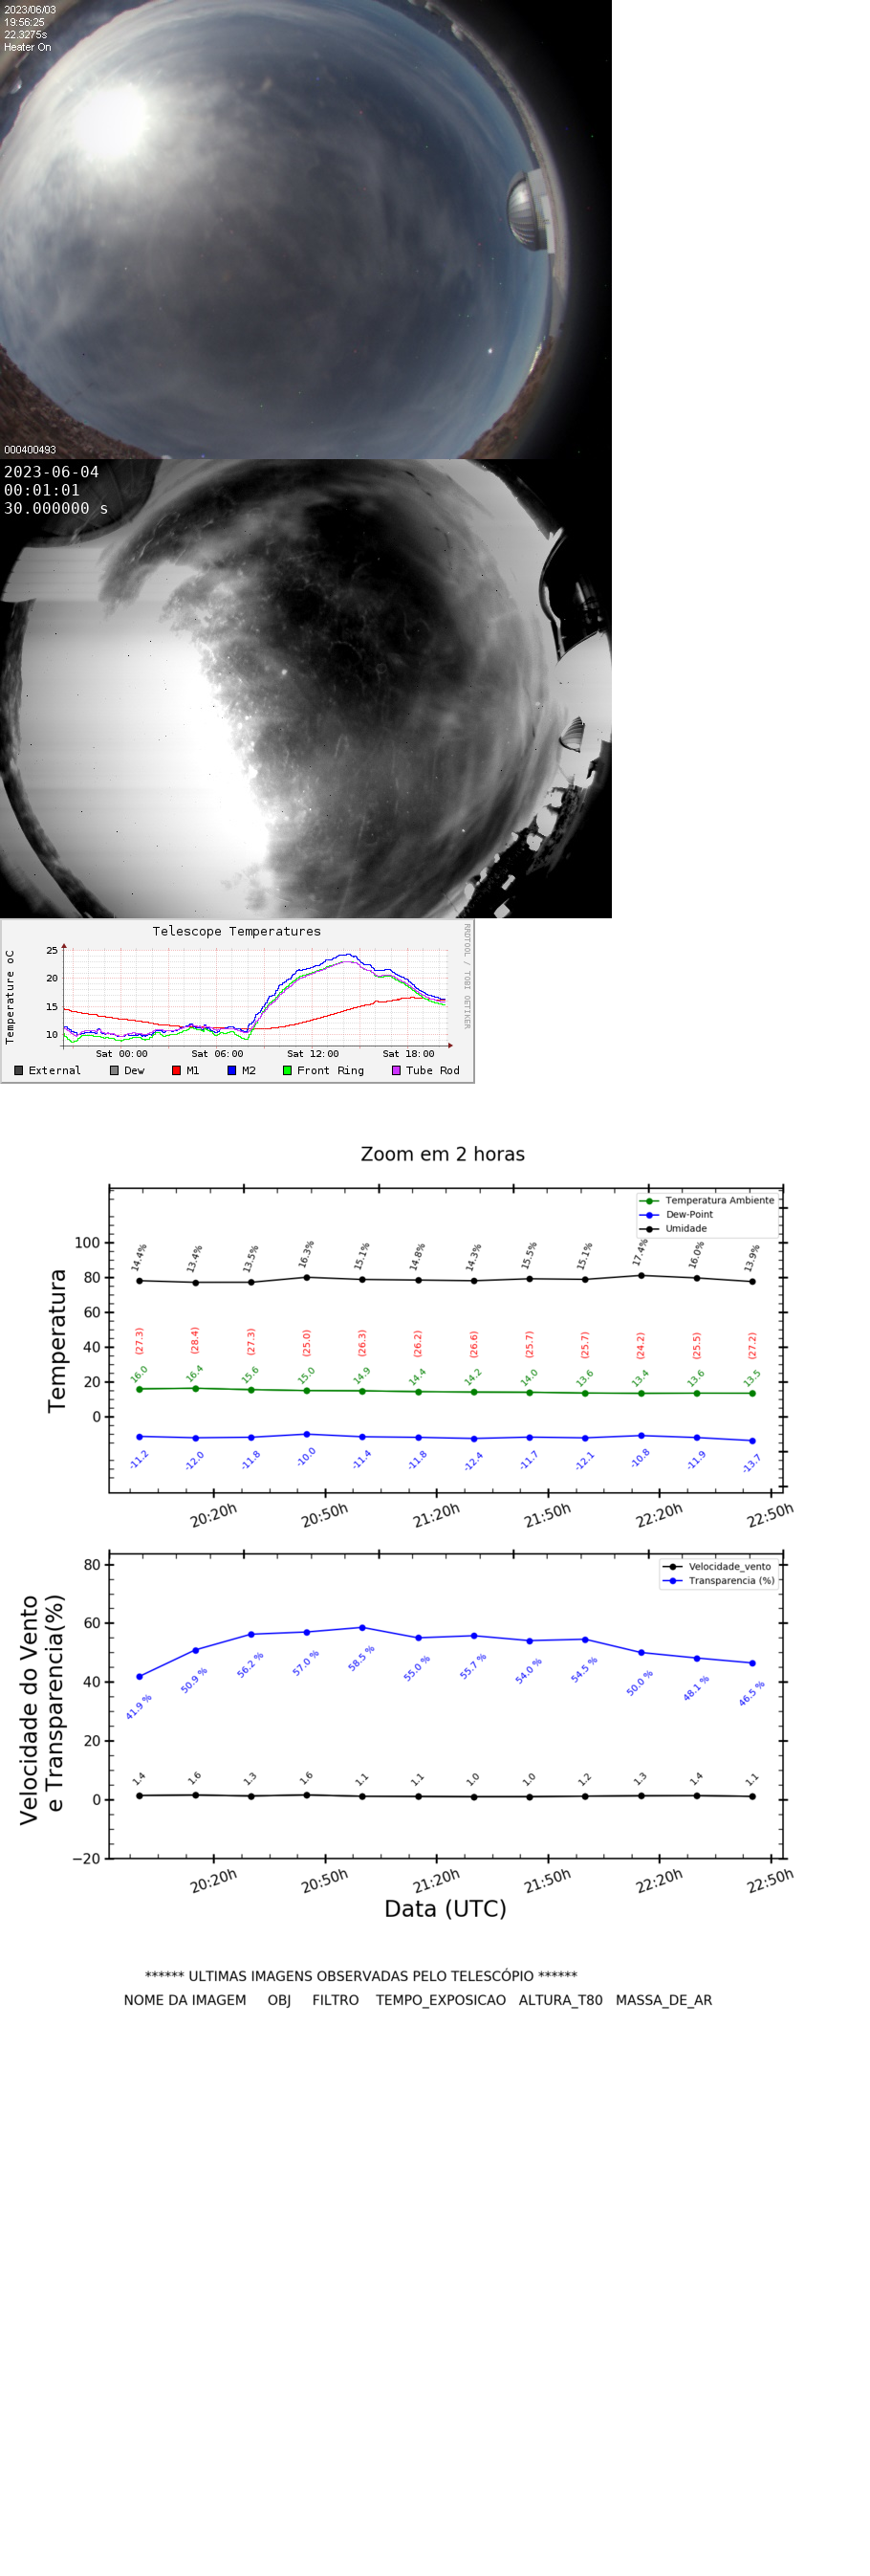 2023/06/03
19:56:25
22.3275s
Heater On
000400493
2023-06-04
00:01:01
30.000000 s
Telescope Temperatures
RRDTOOL / TOBI OETIKER
Temperature oC
25
20
15
10
Sat 00:00 Sat 06:00 Sat 12:00 Sat 18:00
External Dew M1 M2 Front Ring Tube Rod
Zoom em 2 horas
Temperatura Ambiente
Dew-Point
Umidade
Temperatura
100
80
60
40
20
0
14.4% 13.4% 13.5% 16.3% 15.1% 14.8% 14.3% 15.5% 15.1% 17.4% 16.0% 13.9%
(27.3) (28.4) (27.3) (25.0) (26.3) (26.2) (26.6) (25.7) (25.7) (24.2) (25.5) (27.2)
16.0 16.4 15.6 15.0 14.9 14.4 14.2 14.0 13.6 13.4 13.6 13.5
-11.2 -12.0 -11.8 -10.0 -11.4 -11.8 -12.4 -11.7 -12.1 -10.8 -11.9 -13.7
20:20h 20:50h 21:20h 21:50h 22:20h 22:50h
Velocidade_vento
Transparencia (%)
Velocidade do Vento
e Transparencia(%)
80
60
40
20
0
−20
41.9 % 50.9 % 56.2 % 57.0 % 58.5 % 55.0 % 55.7 % 54.0 % 54.5 % 50.0 % 48.1 % 46.5 %
1.4 1.6 1.3 1.6 1.1 1.1 1.0 1.0 1.2 1.3 1.4 1.1
20:20h 20:50h 21:20h 21:50h 22:20h 22:50h
Data (UTC)
****** ULTIMAS IMAGENS OBSERVADAS PELO TELESCÓPIO ******
NOME DA IMAGEM OBJ FILTRO TEMPO_EXPOSICAO ALTURA_T80 MASSA_DE_AR